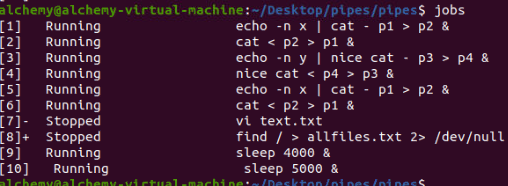 alchemy@alchemy-virtual-machine:~/Desktop/pipes/pipes$ jobs
[1]   Running                 echo -n x | cat - p1 > p2 &
[2]   Running                 cat < p2 > p1 &
[3]   Running                 echo -n y | nice cat - p3 > p4 &
[4]   Running                 nice cat < p4 > p3 &
[5]   Running                 echo -n x | cat - p1 > p2 &
[6]   Running                 cat < p2 > p1 &
[7]-  Stopped                 vi text.txt
[8]+  Stopped                 find / > allfiles.txt 2> /dev/null
[9]   Running                 sleep 4000 &
[10]   Running                 sleep 5000 &
alchemy@alchemy-virtual-machine:~/Desktop/pipes/pipes$